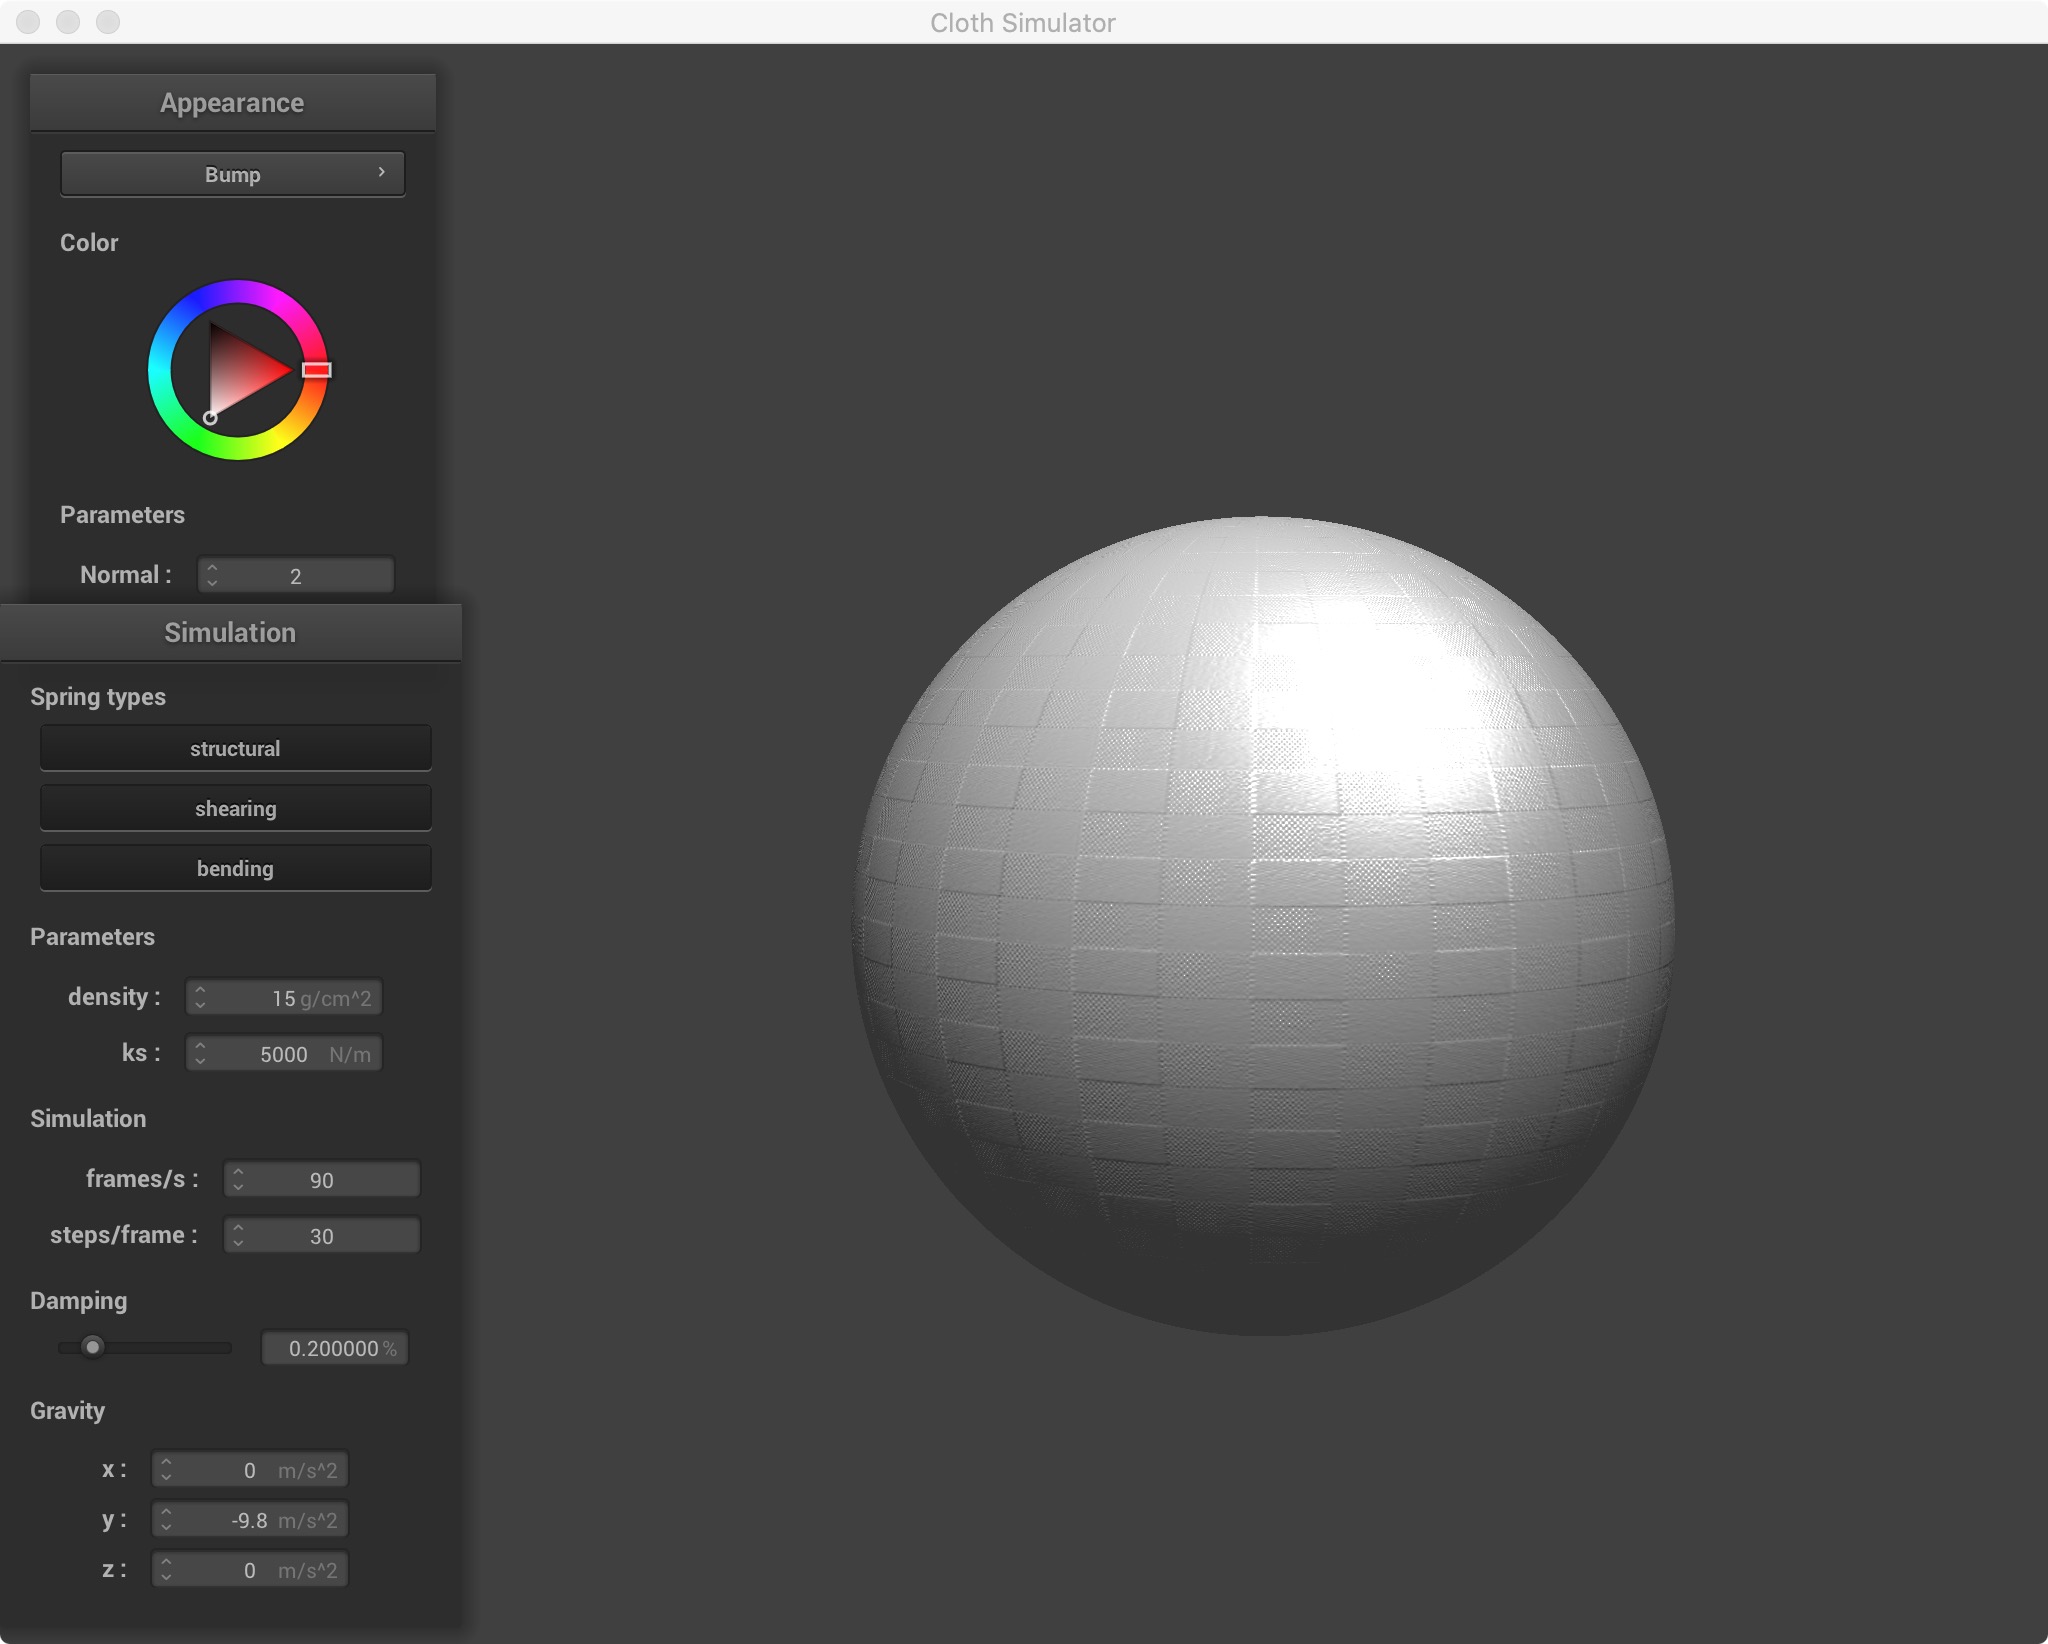 Cloth Simulator
Appearance
Bump
Color
Parameters
Normal : 2
Simulation
Spring types
structural
shearing
bending
Parameters
density : 15 g/cm^2
ks : 5000 N/m
Simulation
frames/s : 90
steps/frame : 30
Damping
0.200000 %
Gravity
x : 0 m/s^2
y : -9.8 m/s^2
z : 0 m/s^2